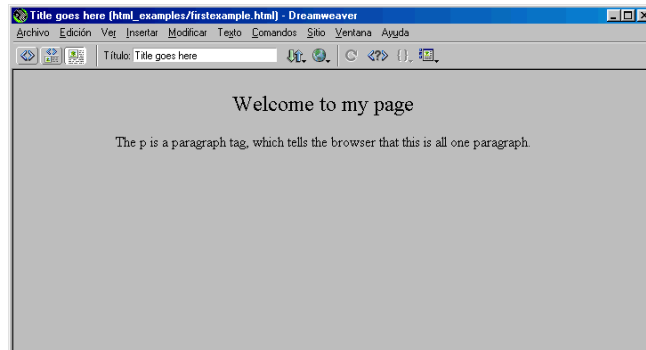 Title goes here (html_examples/firstexample.html) - Dreamweaver
Archivo Edición Ver Insertar Modificar Texto Comandos Sitio Ventana Ayuda
Título: Title goes here
Welcome to my page
The p is a paragraph tag, which tells the browser that this is all one paragraph.